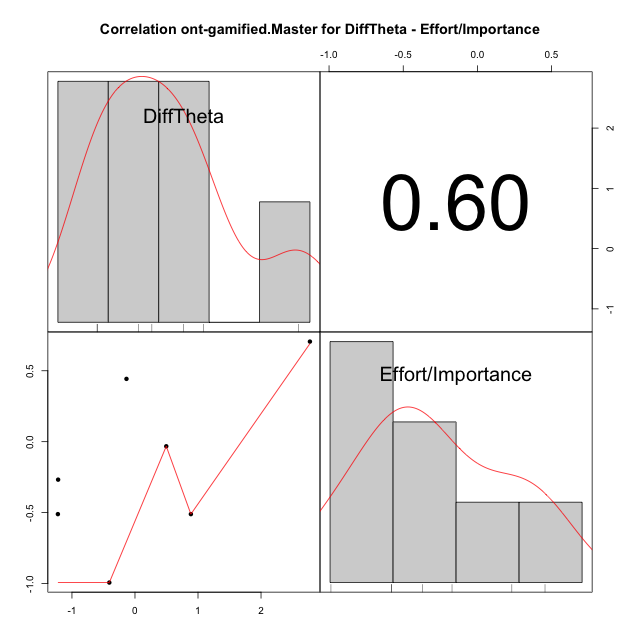 Correlation ont-gamified.Master for DiffTheta - Effort/Importance
-1.0 -0.5 0.0 0.5
DiffTheta
0.60
2
1
0
-1
Effort/Importance
0.5
0.0
-0.5
-1.0
-1 0 1 2